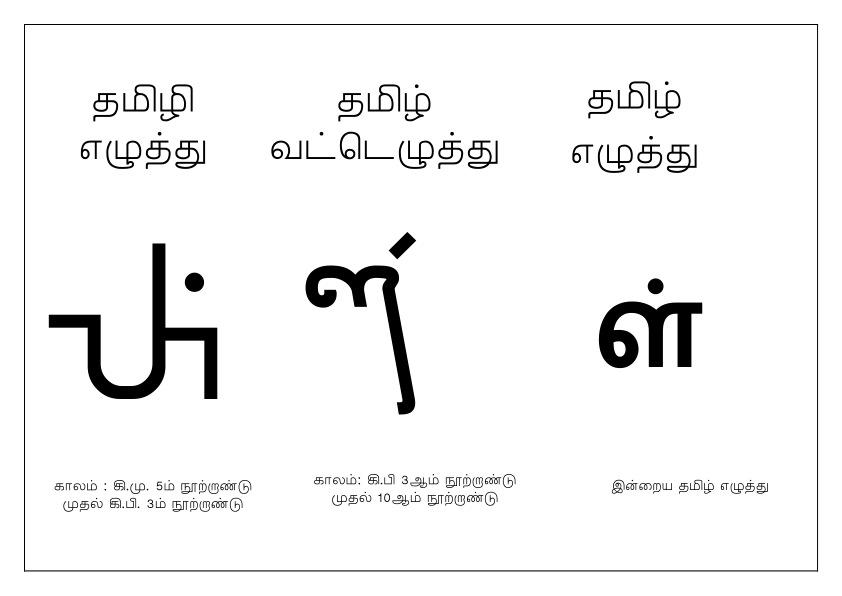 தமிழி
எழுத்து
தமிழ்
வட்டெழுத்து
தமிழ்
எழுத்து
ள்
காலம் : கி.மு. 5ம் நூற்றாண்டு
முதல் கி.பி. 3ம் நூற்றாண்டு
காலம்: கி.பி 3ஆம் நூற்றாண்டு
முதல் 10ஆம் நூற்றாண்டு
இன்றைய தமிழ் எழுத்து